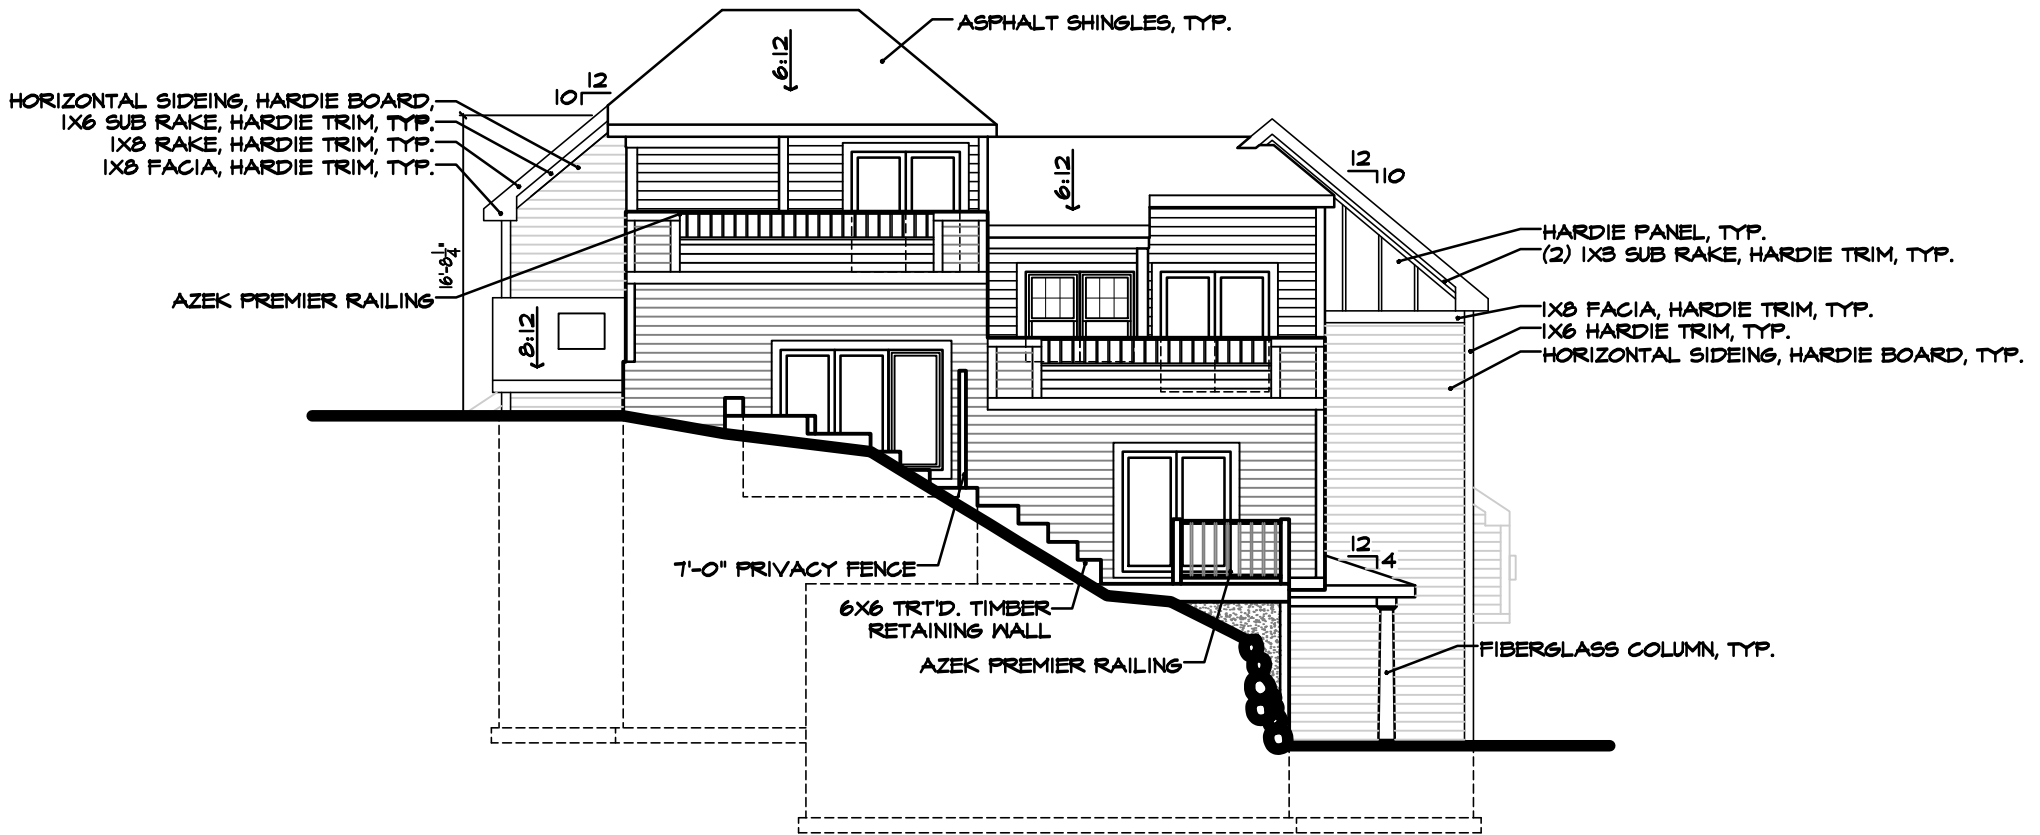 ASPHALT SHINGLES, TYP.
6:12
12
10
HORIZONTAL SIDEING, HARDIE BOARD,
1X6 SUB RAKE, HARDIE TRIM, TYP.
1X8 RAKE, HARDIE TRIM, TYP.
1X8 FACIA, HARDIE TRIM, TYP.
6:12
12
10
HARDIE PANEL, TYP.
(2) 1X3 SUB RAKE, HARDIE TRIM, TYP.
16'-8 1/4"
AZEK PREMIER RAILING
8:12
1X8 FACIA, HARDIE TRIM, TYP.
1X6 HARDIE TRIM, TYP.
HORIZONTAL SIDEING, HARDIE BOARD, TYP.
12
4
7'-0" PRIVACY FENCE
6X6 TRT'D. TIMBER
RETAINING WALL
AZEK PREMIER RAILING
FIBERGLASS COLUMN, TYP.